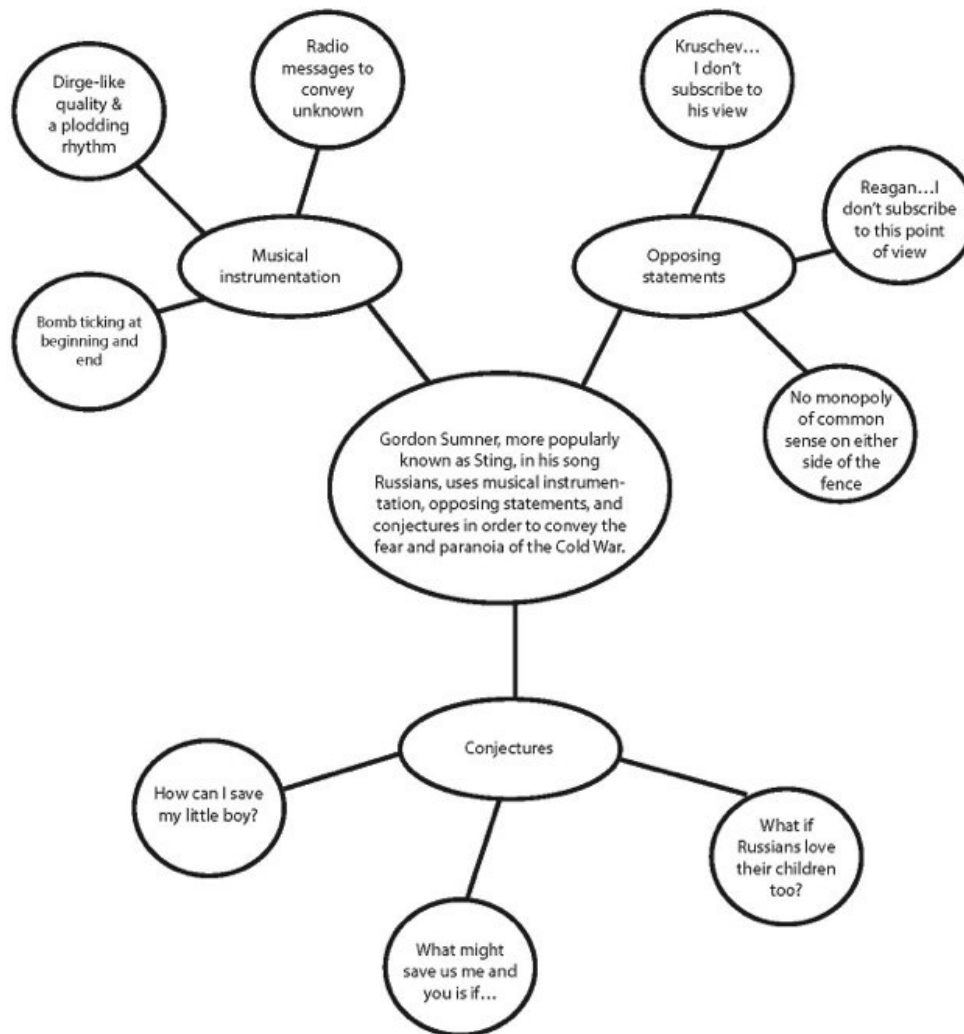 Dirge-like
quality &
a plodding
rhythm
Radio
messages to
convey
unknown
Musical
instrumentation
Bomb ticking at
beginning and
end
Kruschev...
I don't
subscribe to
his view
Reagan...I
don't subscribe
to this point
of view
Opposing
statements
No monopoly
of common
sense on either
side of the
fence
Gordon Sumner, more popularly
known as Sting, in his song
Russians, uses musical instrumen-
tation, opposing statements, and
conjectures in order to convey the
fear and paranoia of the Cold War.
Conjectures
How can I save
my little boy?
What might
save us me and
you is if...
What if
Russians love
their children
too?